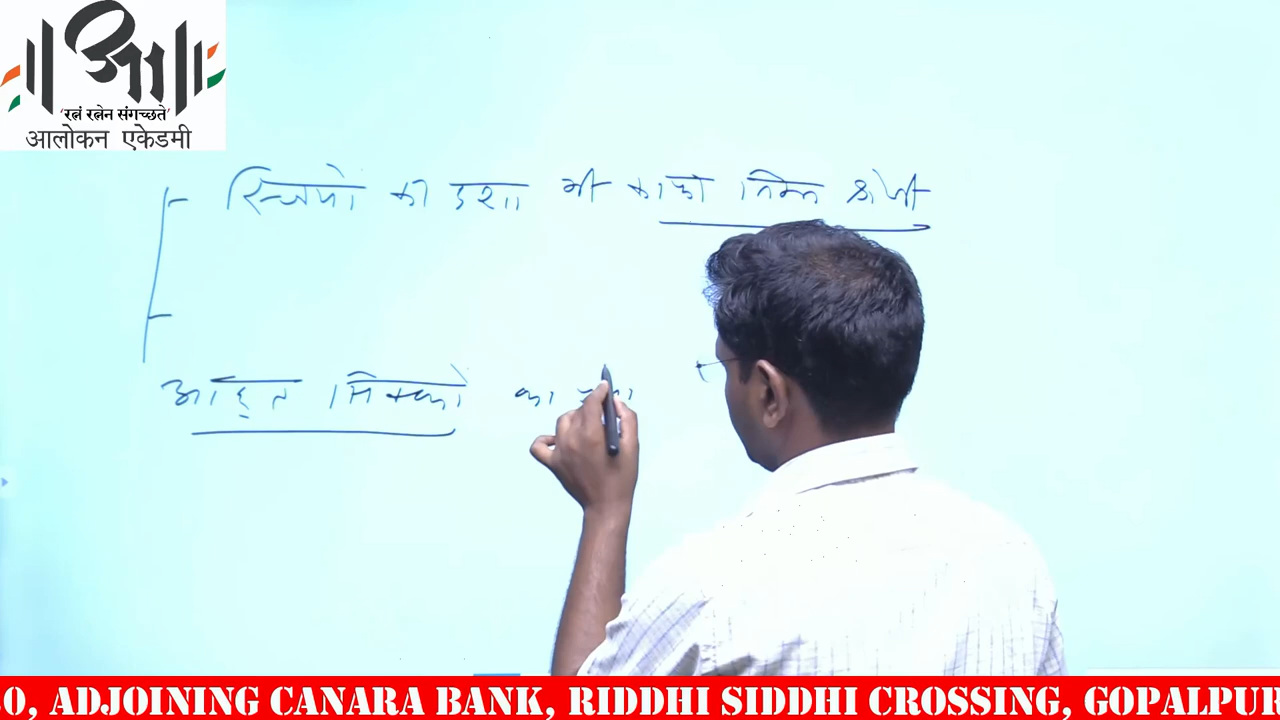 'रत्नं रत्नेन संगच्छते'
आलोकन एकेडमी
स्त्रियों की दशा भी काफी निम्न श्रेणी
आहत सिक्कों का
O, ADJOINING CANARA BANK, RIDDHI SIDDHI CROSSING, GOPALPUR